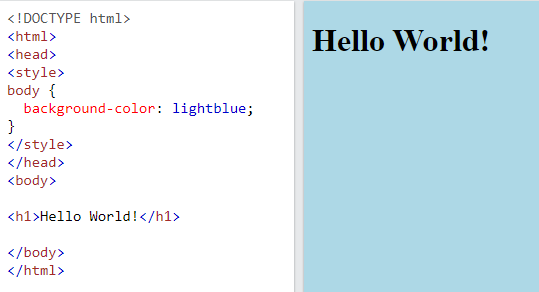 <!DOCTYPE html>
<html>
<head>
<style>
body {
  background-color: lightblue;
}
</style>
</head>
<body>

<h1>Hello World!</h1>

</body>
</html>
Hello World!